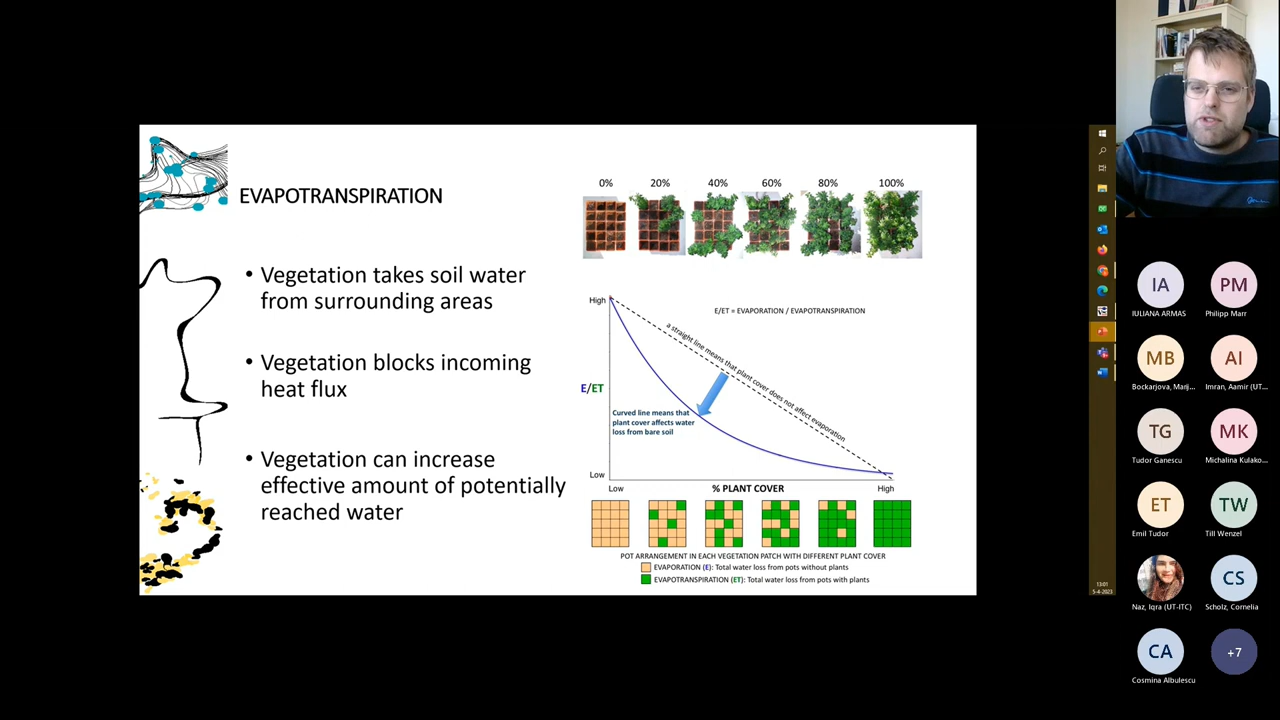 EVAPOTRANSPIRATION
• Vegetation takes soil water
from surrounding areas
• Vegetation blocks incoming
heat flux
• Vegetation can increase
effective amount of potentially
reached water
0% 20% 40% 60% 80% 100%
High
E/ET = EVAPORATION / EVAPOTRANSPIRATION
a straight line means that plant cover does not affect evaporation
E/ET
Curved line means that
plant cover affects water
loss from bare soil
Low
Low % PLANT COVER High
POT ARRANGEMENT IN EACH VEGETATION PATCH WITH DIFFERENT PLANT COVER
EVAPORATION (E): Total water loss from pots without plants
EVAPOTRANSPIRATION (ET): Total water loss from pots with plants
13:01
5-4-2023
IA PM
IULIANA ARMAS Philipp Marr
MB AI
Bockarjova, Marij... Imran, Aamir (UT...
TG MK
Tudor Ganescu Michalina Kulako...
ET TW
Emil Tudor Till Wenzel
CS
Naz, Iqra (UT-ITC) Scholz, Cornelia
CA +7
Cosmina Albulescu